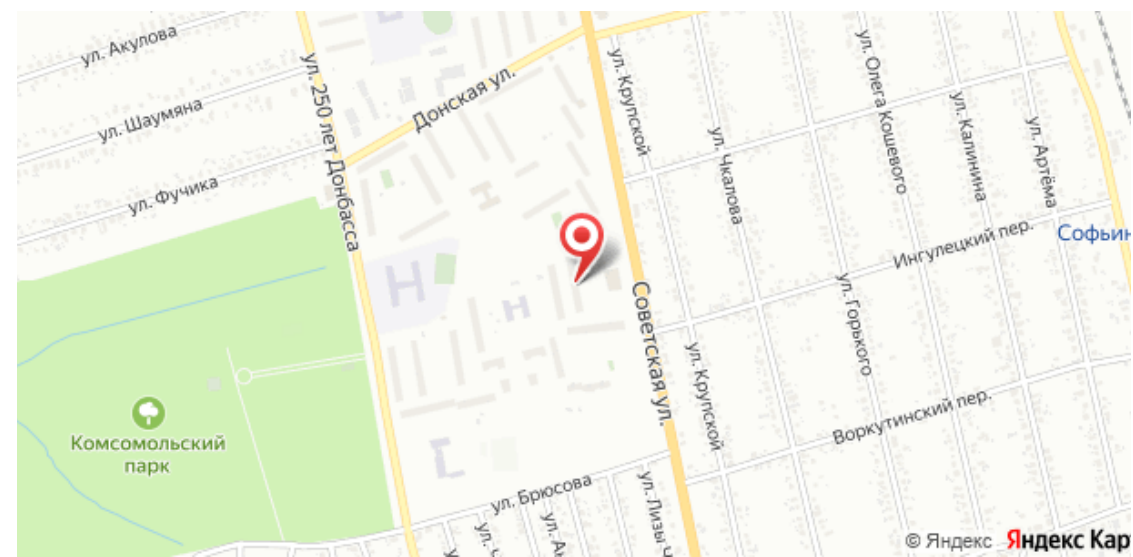 ул. Акулова
ул. Шаумяна
ул. Фучика
ул. 250 лет Донбасса
Донская ул.
ул. Крупской
ул. Чкалова
ул. Олега Кошевого
ул. Калинина
ул. Артёма
Ингулецкий пер.
Софьин
Советская ул.
ул. Горького
ул. Крупской
Воркутинский пер.
Комсомольский
парк
ул. Брюсова
ул. Лизы Ч
© Яндекс Яндекс Кар